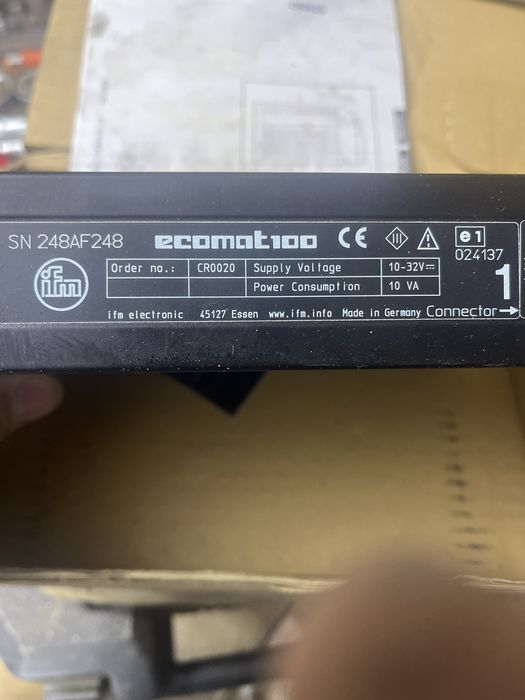 SN 248AF248 ecomat100 CE III e1
024137
ifm
Order no.: CR0020 Supply Voltage 10-32V⎓
Power Consumption 10 VA
1
ifm electronic 45127 Essen www.ifm.info Made in Germany Connector→